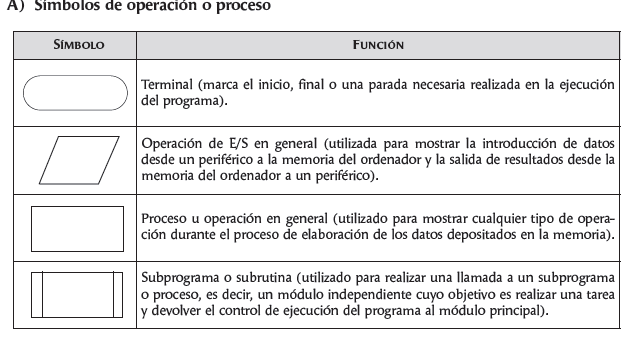 A) Símbolos de operación o proceso
SÍMBOLO FUNCIÓN
Terminal (marca el inicio, final o una parada necesaria realizada en la ejecución
del programa).
Operación de E/S en general (utilizada para mostrar la introducción de datos
desde un periférico a la memoria del ordenador y la salida de resultados desde la
memoria del ordenador a un periférico).
Proceso u operación en general (utilizado para mostrar cualquier tipo de opera-
ción durante el proceso de elaboración de los datos depositados en la memoria).
Subprograma o subrutina (utilizado para realizar una llamada a un subprograma
o proceso, es decir, un módulo independiente cuyo objetivo es realizar una tarea
y devolver el control de ejecución del programa al módulo principal).